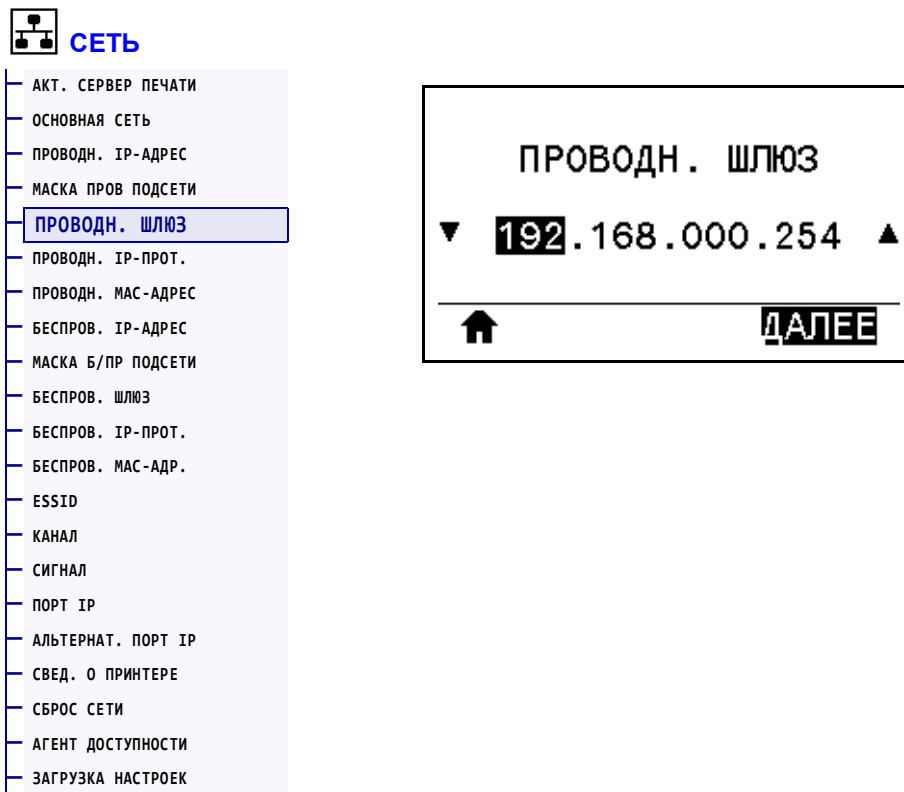 СЕТЬ
АКТ. СЕРВЕР ПЕЧАТИ
ОСНОВНАЯ СЕТЬ
ПРОВОДН. IP-АДРЕС
МАСКА ПРОВ ПОДСЕТИ
ПРОВОДН. ШЛЮЗ
ПРОВОДН. IP-ПРОТ.
ПРОВОДН. MAC-АДРЕС
БЕСПРОВ. IP-АДРЕС
МАСКА Б/ПР ПОДСЕТИ
БЕСПРОВ. ШЛЮЗ
БЕСПРОВ. IP-ПРОТ.
БЕСПРОВ. MAC-АДР.
ESSID
КАНАЛ
СИГНАЛ
ПОРТ IP
АЛЬТЕРНАТ. ПОРТ IP
СВЕД. О ПРИНТЕРЕ
СБРОС СЕТИ
АГЕНТ ДОСТУПНОСТИ
ЗАГРУЗКА НАСТРОЕК
ПРОВОДН. ШЛЮЗ
192.168.000.254
ДАЛЕЕ